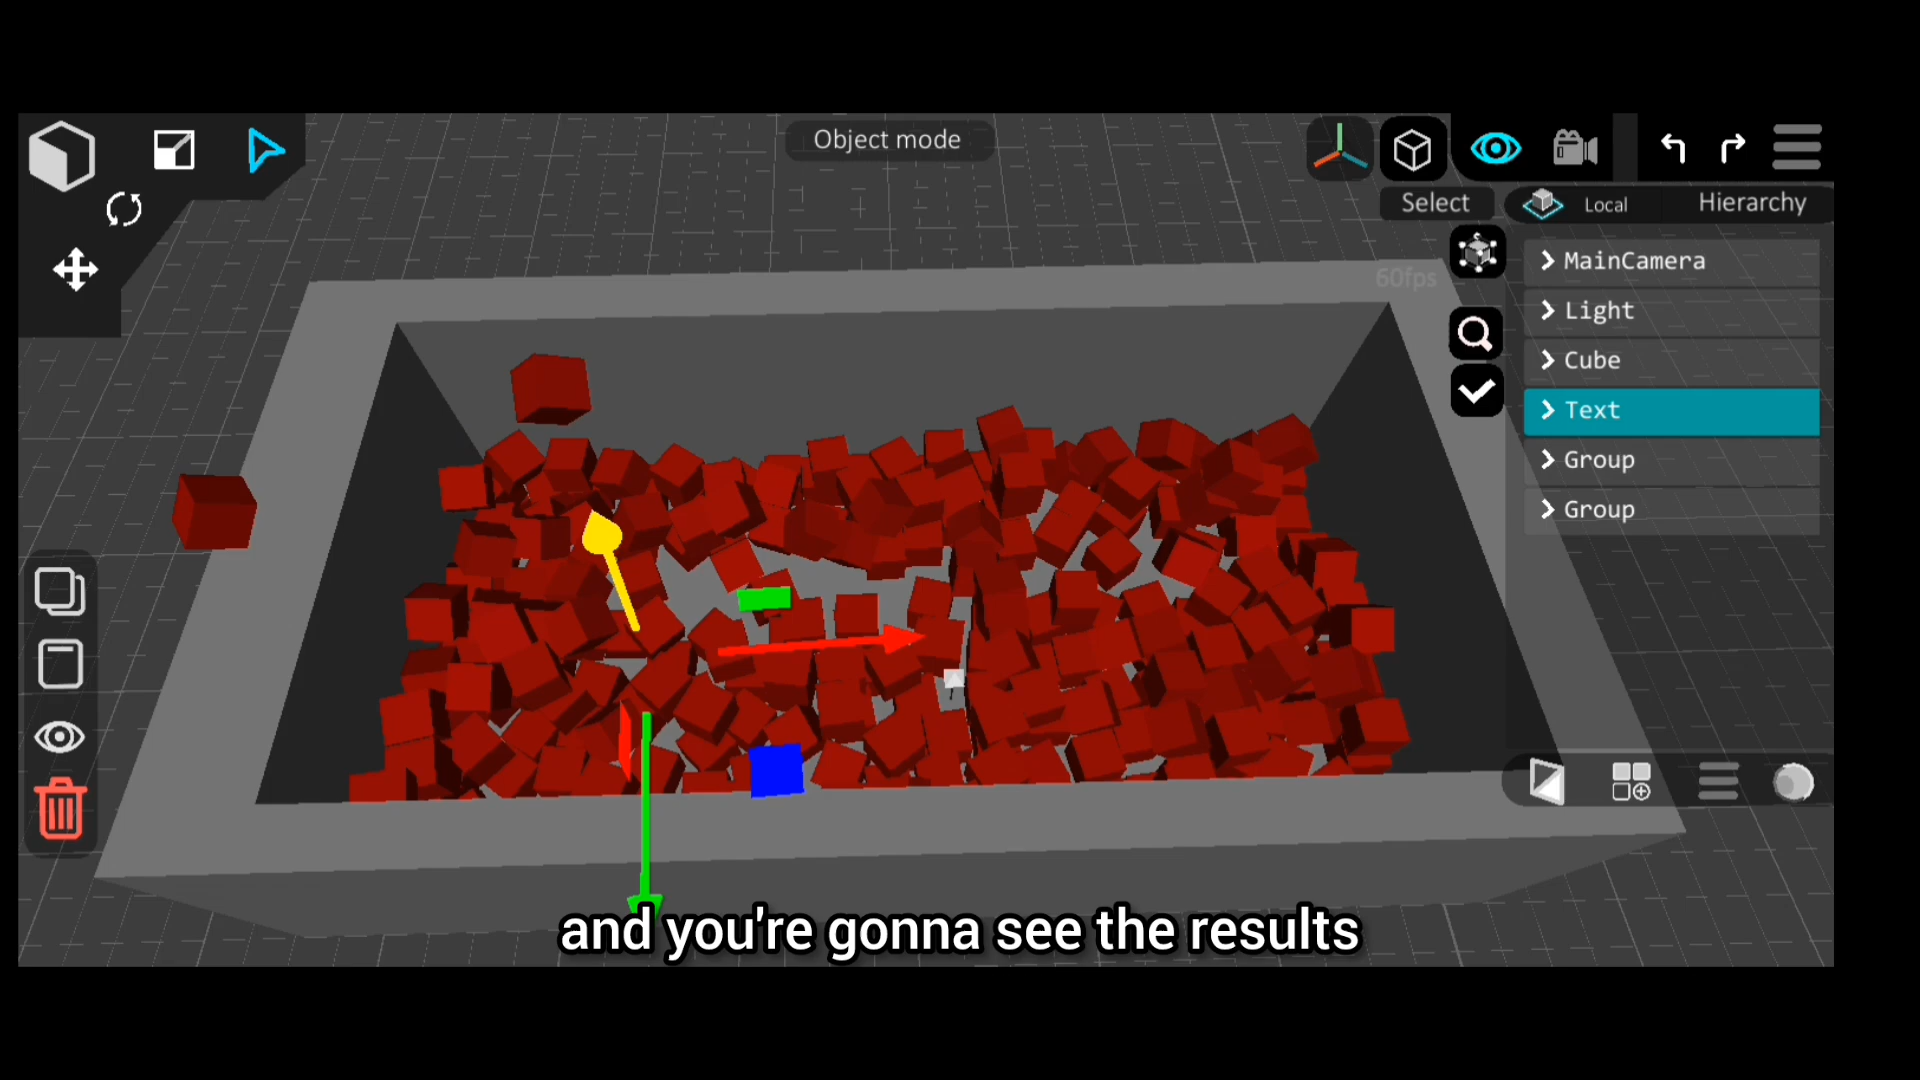 Object mode
Select
Local
Hierarchy
60fps
MainCamera
Light
Cube
Text
Group
Group
and you're gonna see the results